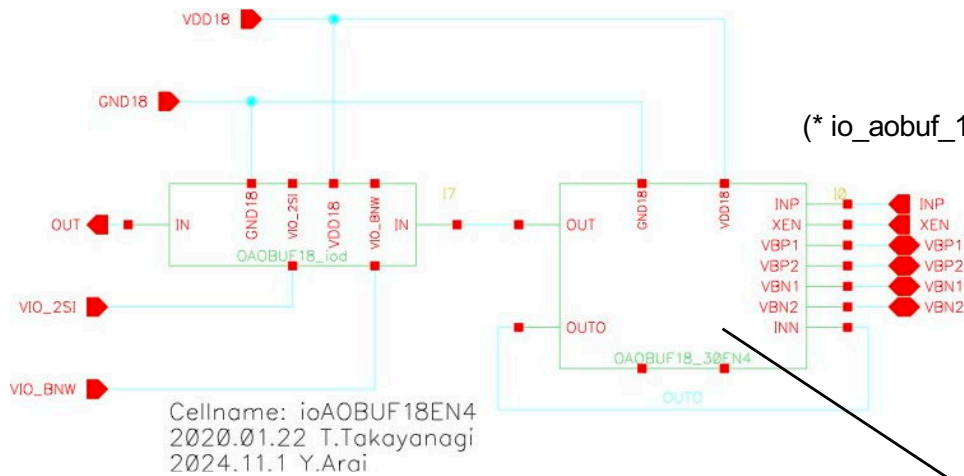 VDD18
GND18
(* io_aobuf_1
I7
I0
GND18
VIO_2SI
VDD18
VIO_BNW
GND18
VDD18
INP
INP
OUT
IN
IN
OUT
XEN
XEN
VBP1
VBP1
OAOBUF18_iod
VBP2
VBP2
VBN1
VBN1
VIO_2SI
VBN2
VBN2
OUTO
INN
OAOBUF18_30EN4
VIO_BNW
OUTO
Cellname: ioAOBUF18EN4
2020.01.22 T.Takayanagi
2024.11.1 Y.Arai